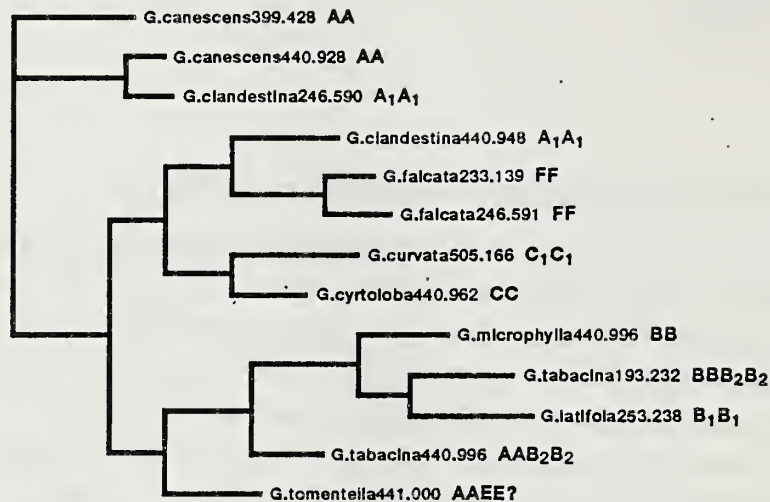 G.canescens399.428 AA
G.canescens440.928 AA
G.clandestina246.590 A₁A₁
G.clandestina440.948 A₁A₁
G.falcata233.139 FF
G.falcata246.591 FF
G.curvata505.166 C₁C₁
G.cyrtoloba440.962 CC
G.microphylla440.996 BB
G.tabacina193.232 BBB₂B₂
G.latifola253.238 B₁B₁
G.tabacina440.996 AAB₂B₂
G.tomentella441.000 AAEE?